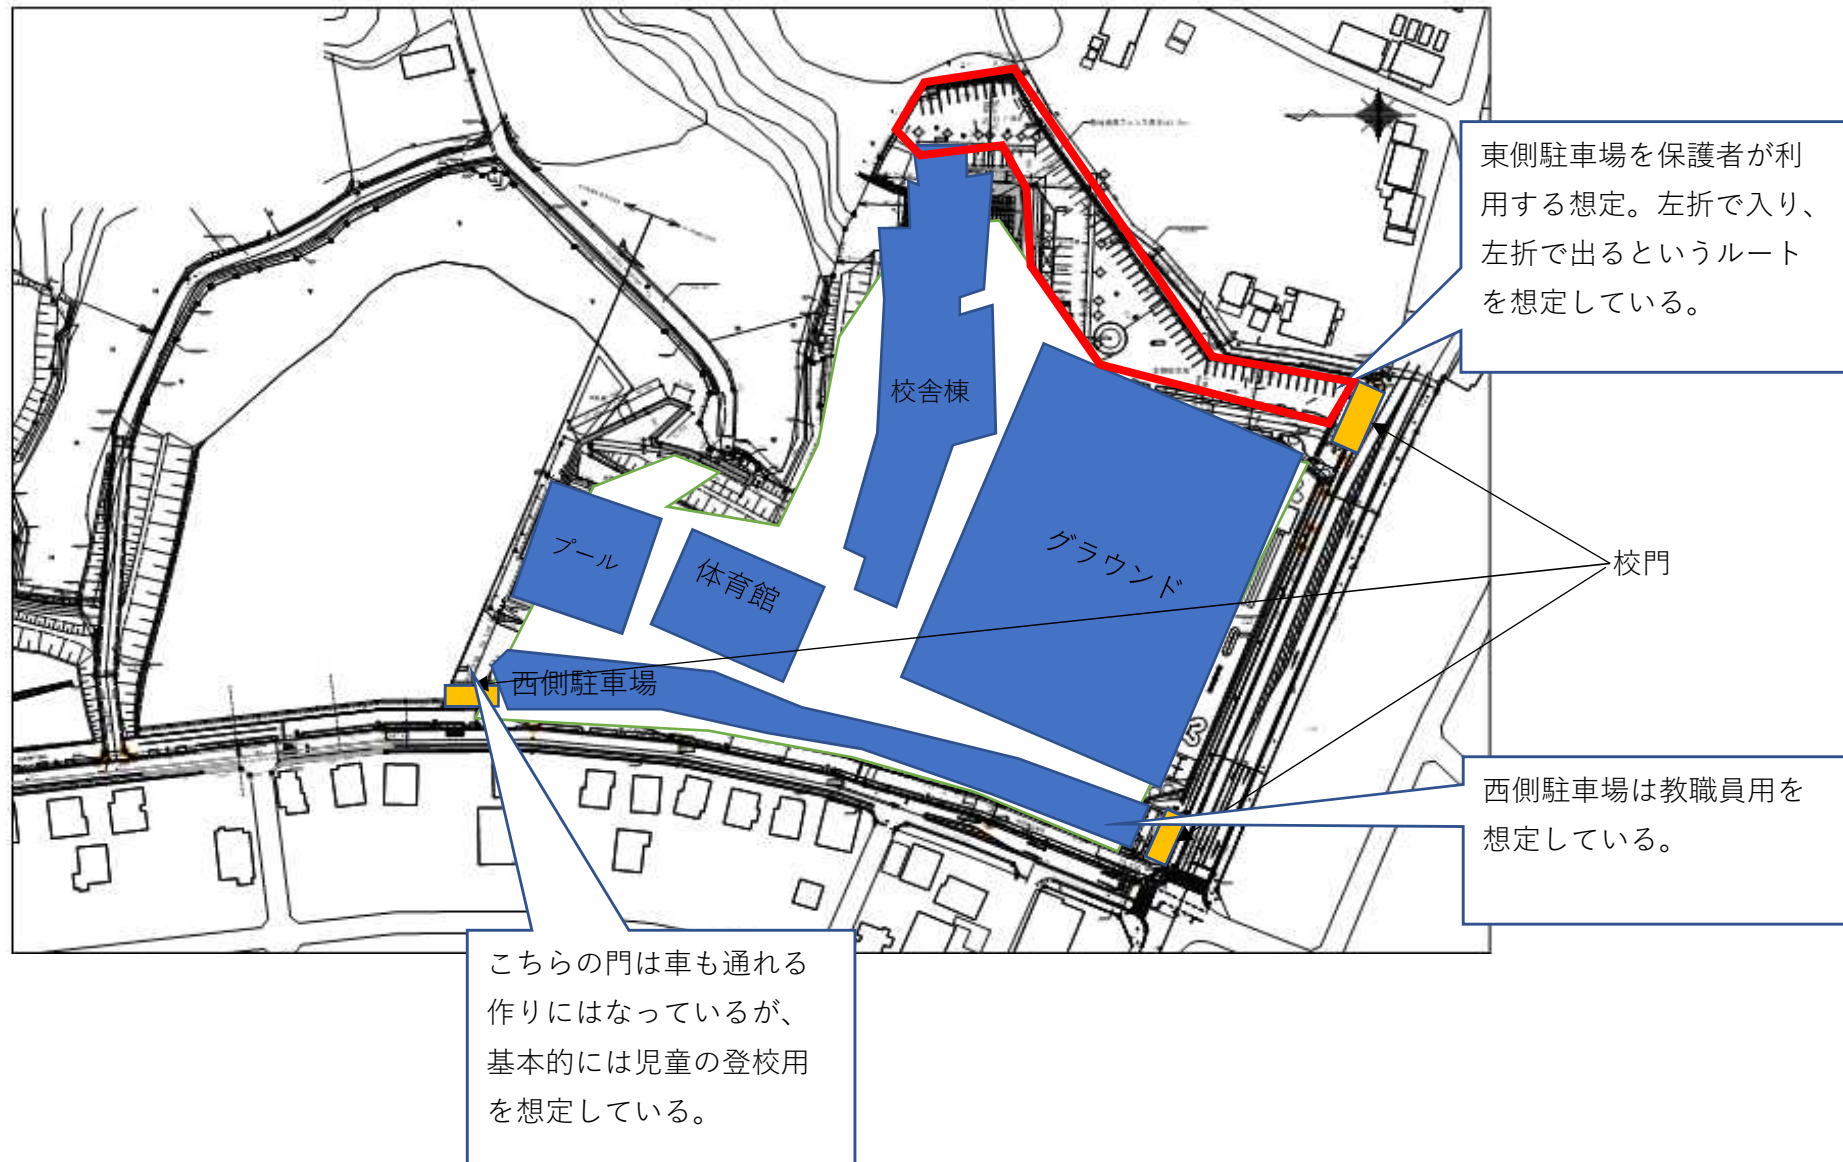 東側駐車場を保護者が利
用する想定。左折で入り、
左折で出るというルート
を想定している。
校舎棟
グラウンド
プール
体育館
校門
西側駐車場
西側駐車場は教職員用を
想定している。
こちらの門は車も通れる
作りにはなっているが、
基本的には児童の登校用
を想定している。